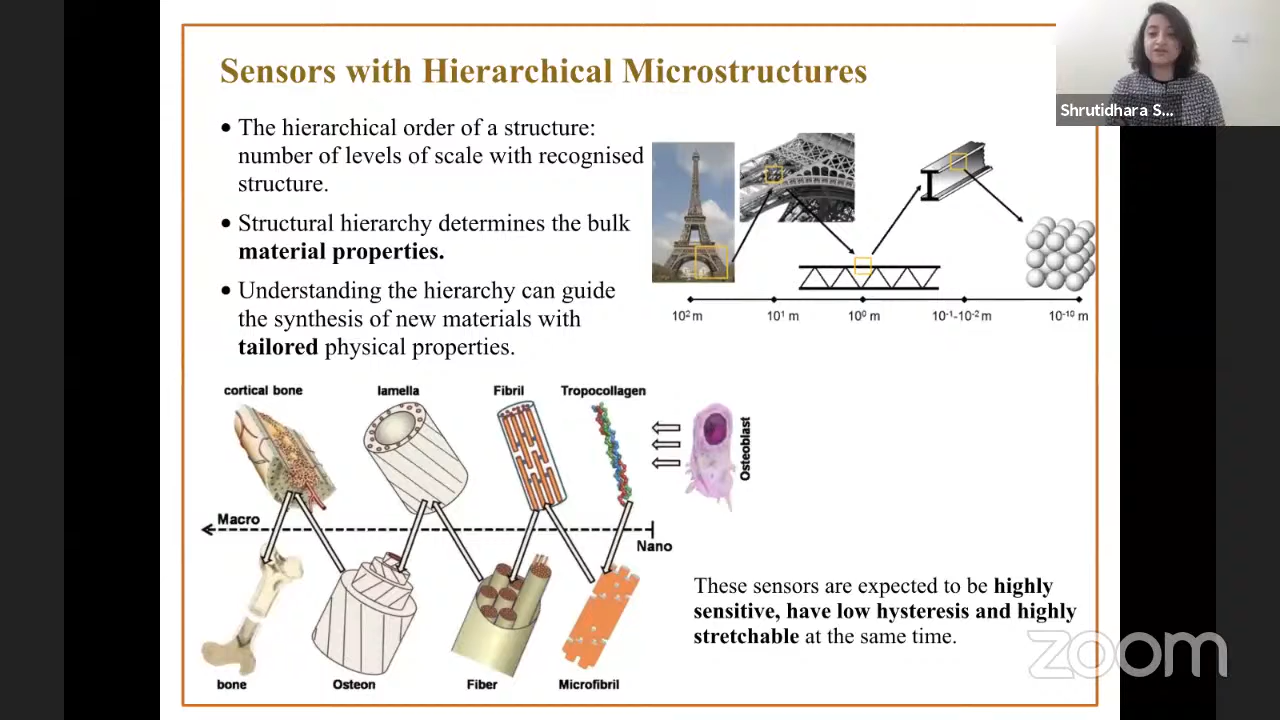 Sensors with Hierarchical Microstructures
Shrutidhara S...
• The hierarchical order of a structure:
number of levels of scale with recognised
structure.
• Structural hierarchy determines the bulk
material properties.
• Understanding the hierarchy can guide
the synthesis of new materials with
tailored physical properties.
10² m 10¹ m 10⁰ m 10⁻¹-10⁻² m 10⁻¹⁰ m
cortical bone lamella Fibril Tropocollagen
Osteoblast
Macro
Nano
bone Osteon Fiber Microfibril
These sensors are expected to be highly
sensitive, have low hysteresis and highly
stretchable at the same time.
zoom